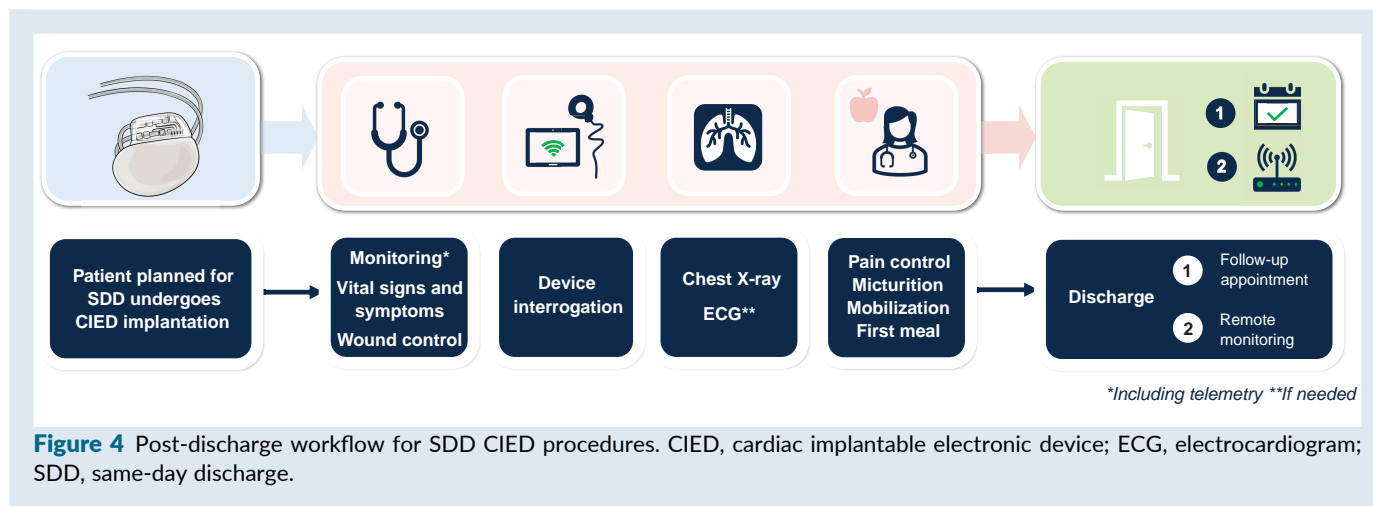 1
2
Patient planned for
SDD undergoes
CIED implantation
Monitoring*
Vital signs and
symptoms
Wound control
Device
interrogation
Chest X-ray
ECG**
Pain control
Micturition
Mobilization
First meal
Discharge
1
Follow-up
appointment
2
Remote
monitoring
*Including telemetry **If needed
Figure 4 Post-discharge workflow for SDD CIED procedures. CIED, cardiac implantable electronic device; ECG, electrocardiogram;
SDD, same-day discharge.